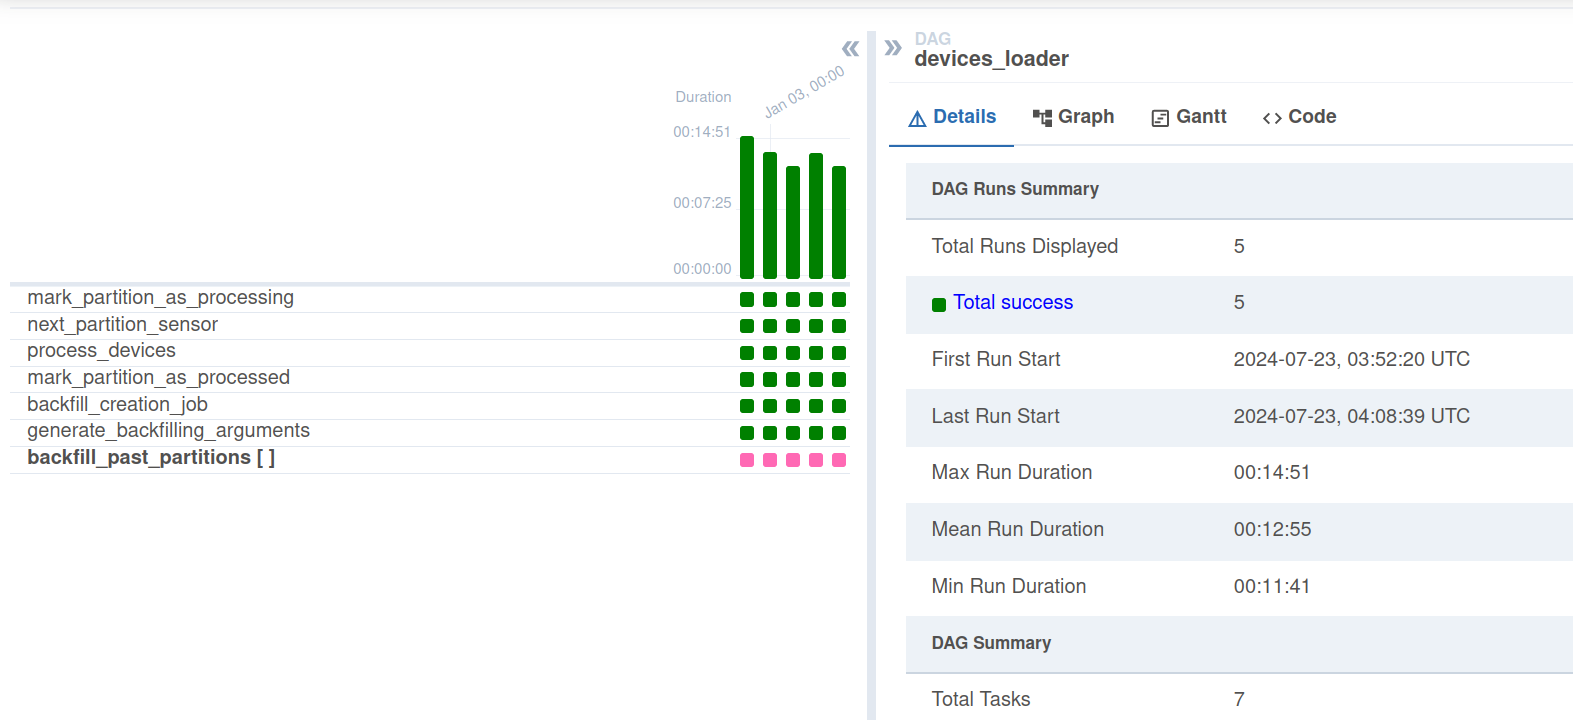 Duration
Jan 03, 00:00
00:14:51
00:07:25
00:00:00
mark_partition_as_processing
next_partition_sensor
process_devices
mark_partition_as_processed
backfill_creation_job
generate_backfilling_arguments
backfill_past_partitions [ ]
DAG
devices_loader
Details Graph Gantt Code
DAG Runs Summary
Total Runs Displayed 5
Total success 5
First Run Start 2024-07-23, 03:52:20 UTC
Last Run Start 2024-07-23, 04:08:39 UTC
Max Run Duration 00:14:51
Mean Run Duration 00:12:55
Min Run Duration 00:11:41
DAG Summary
Total Tasks 7